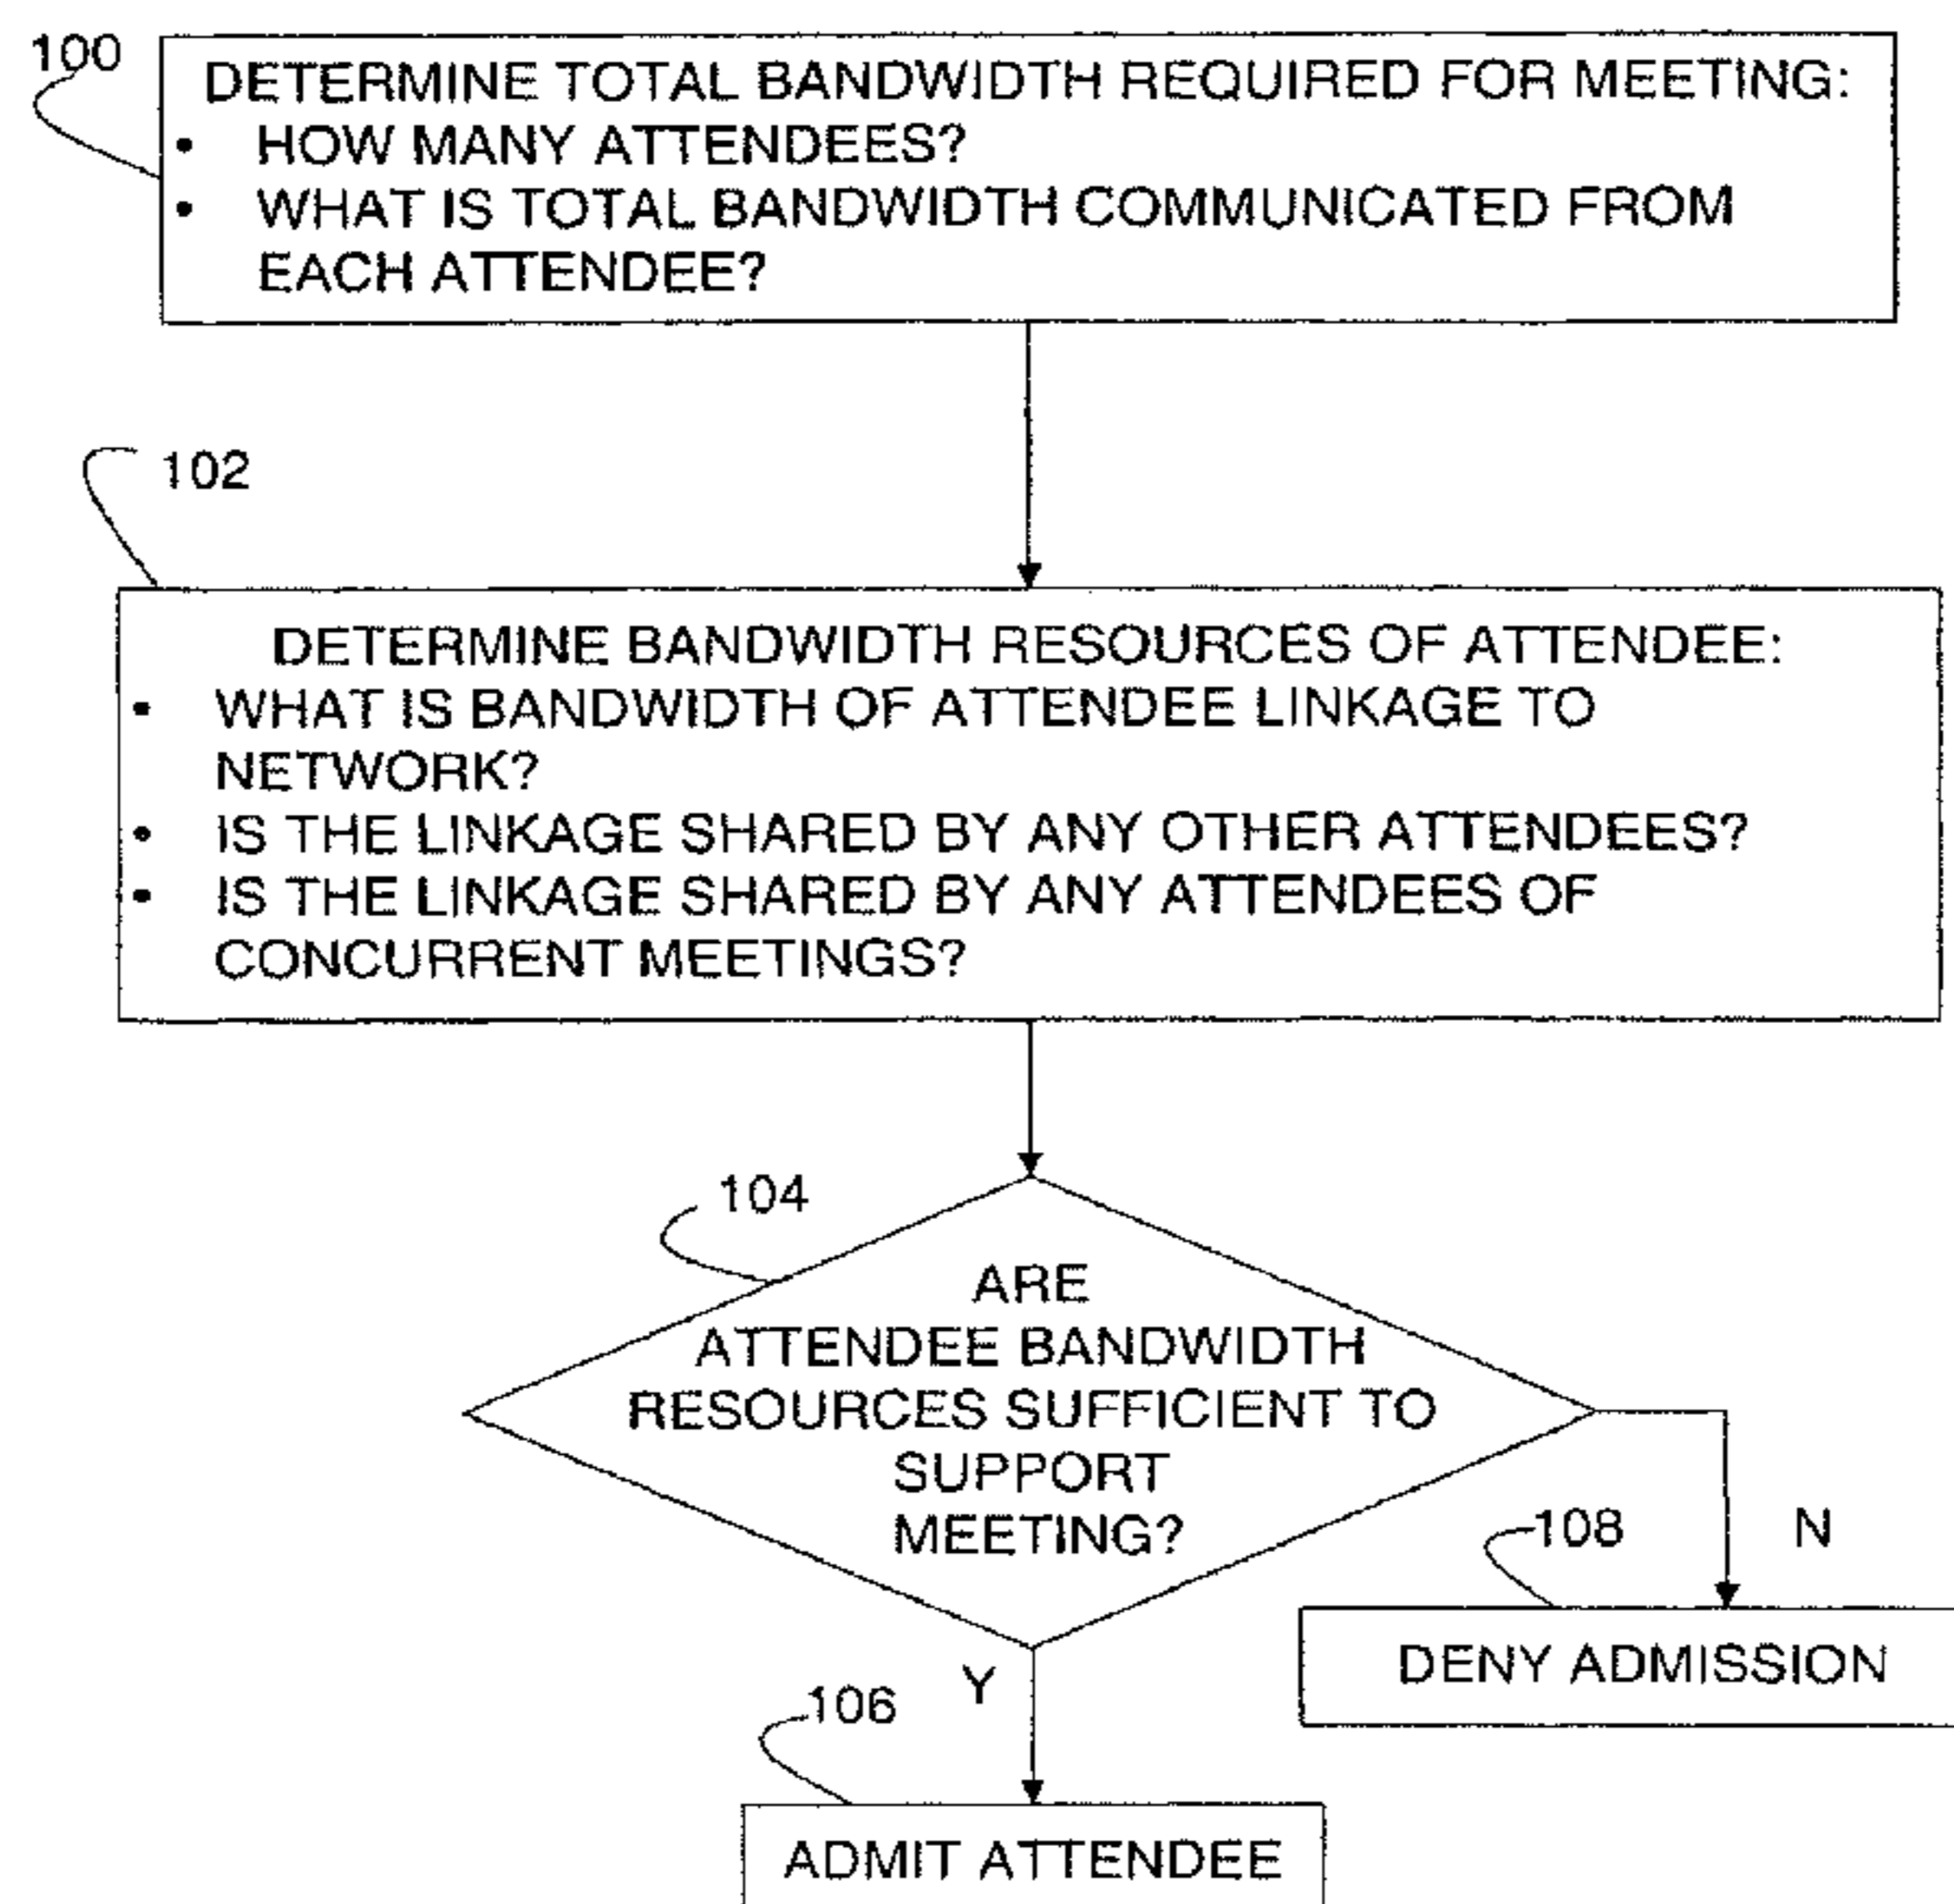 100
DETERMINE TOTAL BANDWIDTH REQUIRED FOR MEETING:
• HOW MANY ATTENDEES?
• WHAT IS TOTAL BANDWIDTH COMMUNICATED FROM
EACH ATTENDEE?
102
DETERMINE BANDWIDTH RESOURCES OF ATTENDEE:
• WHAT IS BANDWIDTH OF ATTENDEE LINKAGE TO
NETWORK?
• IS THE LINKAGE SHARED BY ANY OTHER ATTENDEES?
• IS THE LINKAGE SHARED BY ANY ATTENDEES OF
CONCURRENT MEETINGS?
104
ARE
ATTENDEE BANDWIDTH
RESOURCES SUFFICIENT TO
SUPPORT
MEETING?
108
N
DENY ADMISSION
Y
106
ADMIT ATTENDEE